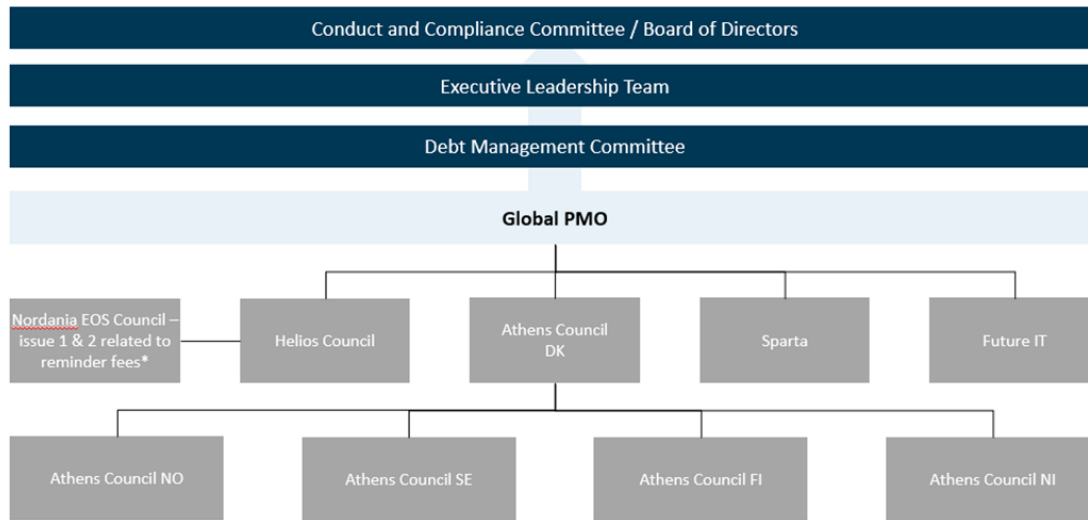 Conduct and Compliance Committee / Board of Directors
Executive Leadership Team
Debt Management Committee
Global PMO
Nordania EOS Council –
issue 1 & 2 related to
reminder fees*
Helios Council
Athens Council
DK
Sparta
Future IT
Athens Council NO
Athens Council SE
Athens Council FI
Athens Council NI